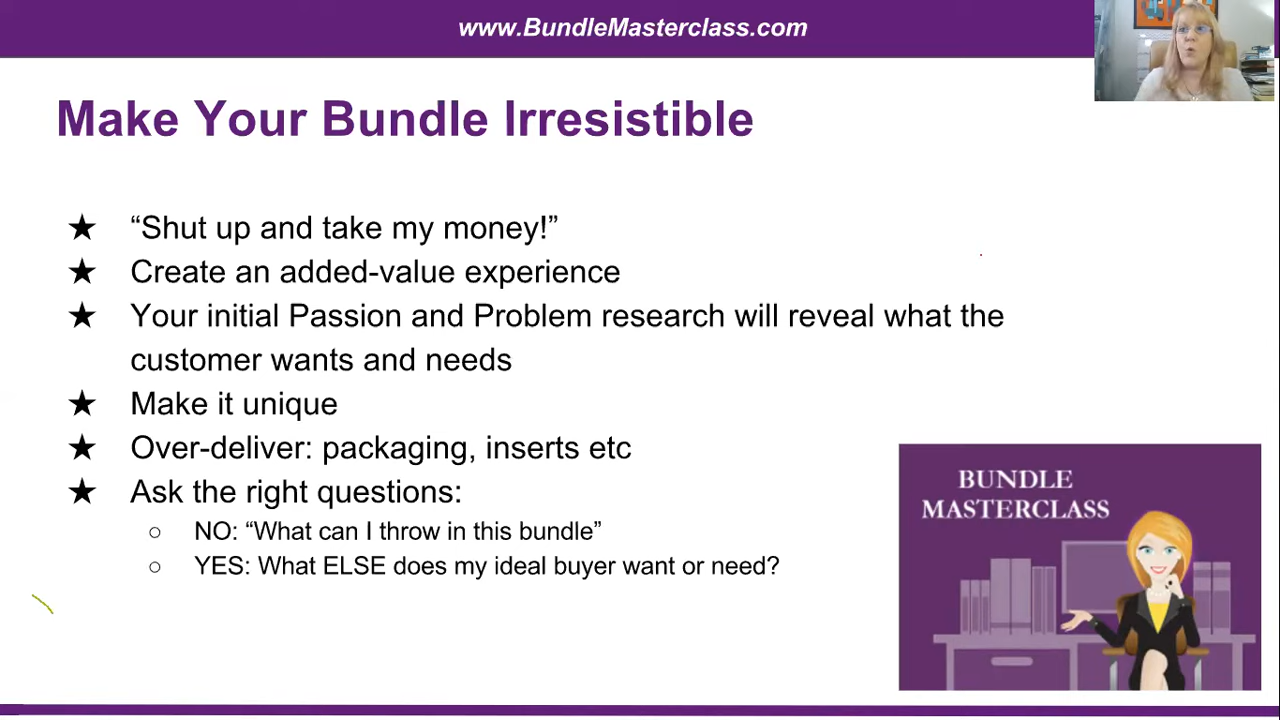 www.BundleMasterclass.com
Make Your Bundle Irresistible
★ “Shut up and take my money!”
★ Create an added-value experience
★ Your initial Passion and Problem research will reveal what the
customer wants and needs
★ Make it unique
★ Over-deliver: packaging, inserts etc
★ Ask the right questions:
○ NO: “What can I throw in this bundle”
○ YES: What ELSE does my ideal buyer want or need?
BUNDLE
MASTERCLASS